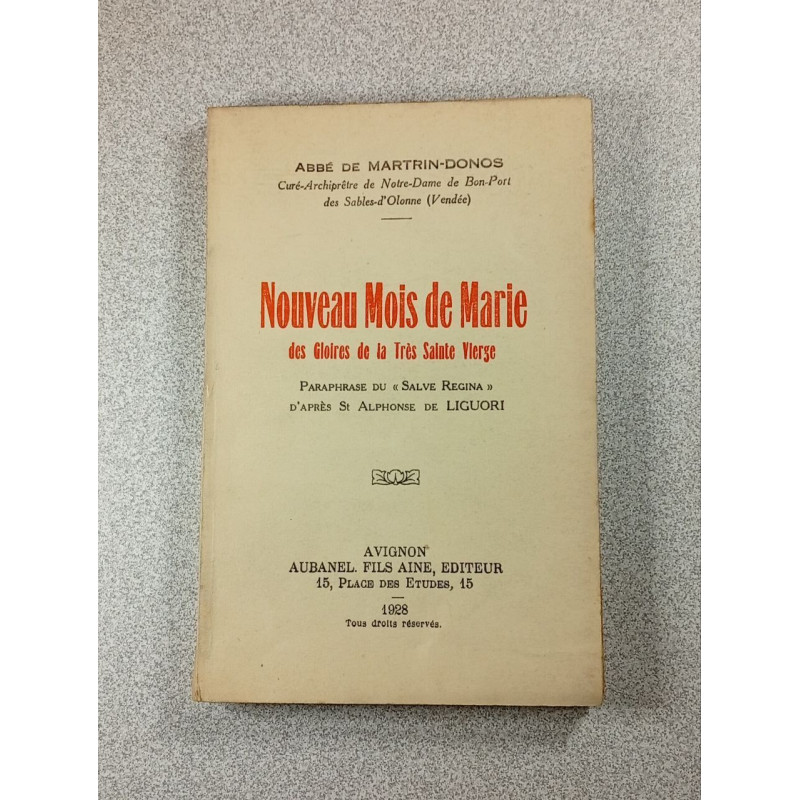 ABBÉ DE MARTRIN-DONOS
Curé-Archiprêtre de Notre-Dame de Bon-Port
des Sables-d'Olonne (Vendée)
Nouveau Mois de Marie
des Gloires de la Très Sainte Vierge
PARAPHRASE DU « SALVE REGINA »
D'APRÈS St ALPHONSE DE LIGUORI
AVIGNON
AUBANEL. FILS AINE, EDITEUR
15, PLACE DES ETUDES, 15
1928
Tous droits réservés.